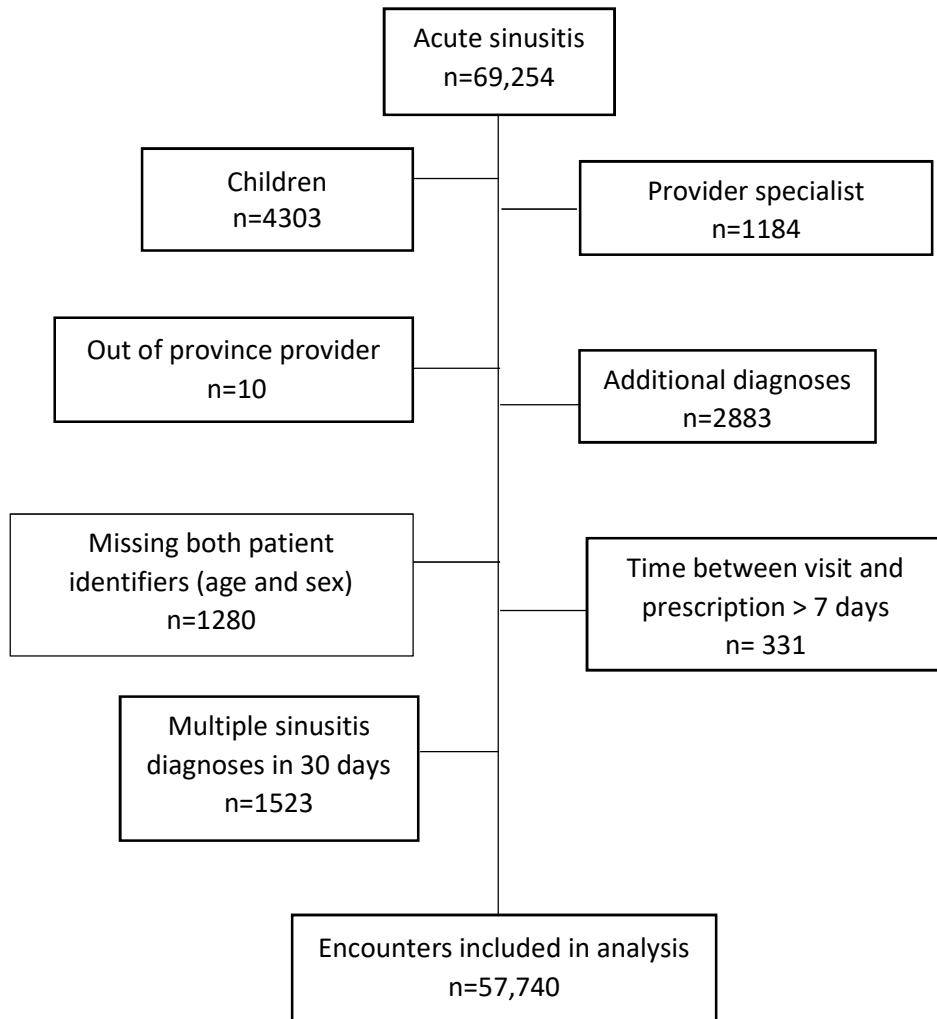 Acute sinusitis
n=69,254
Children
n=4303
Provider specialist
n=1184
Out of province provider
n=10
Additional diagnoses
n=2883
Missing both patient
identifiers (age and sex)
n=1280
Time between visit and
prescription > 7 days
n= 331
Multiple sinusitis
diagnoses in 30 days
n=1523
Encounters included in analysis
n=57,740